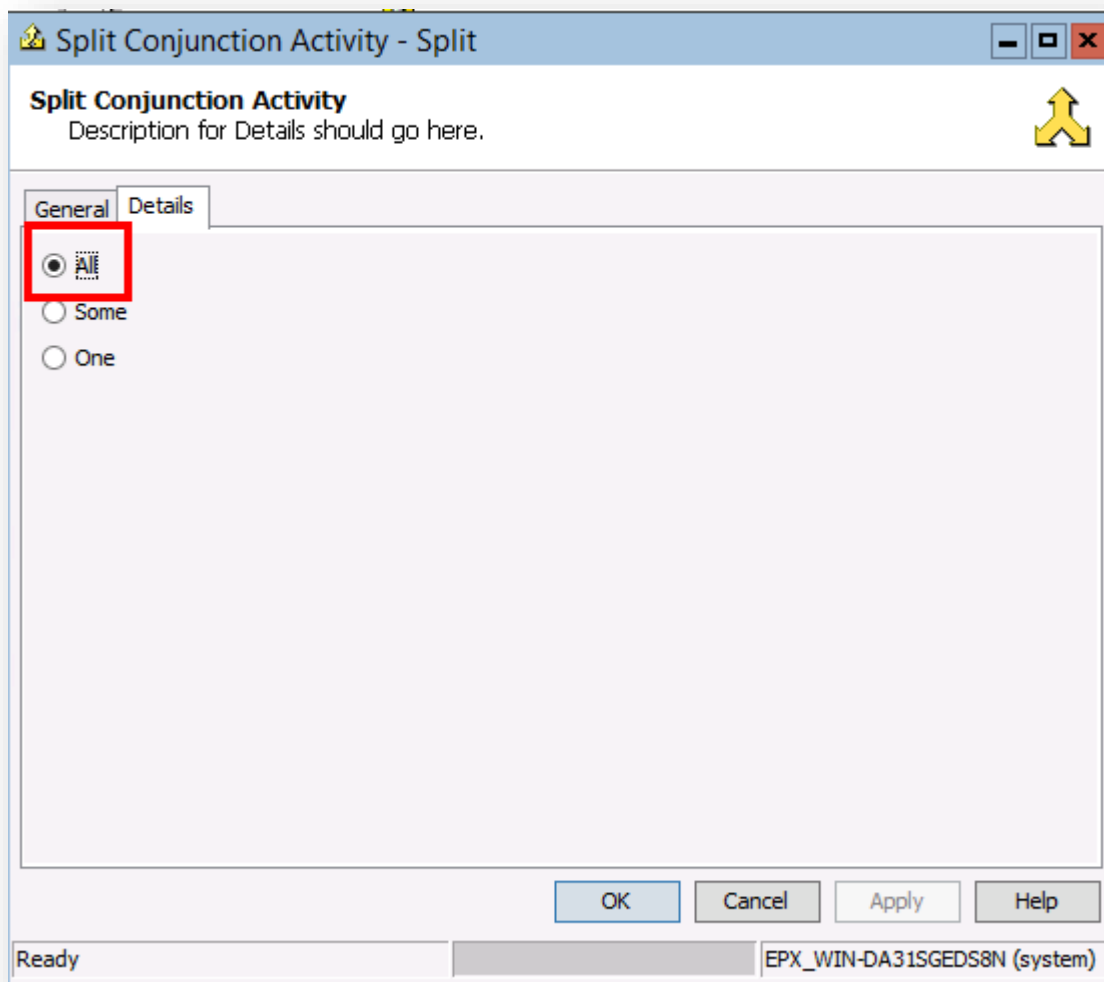 Split Conjunction Activity - Split
Split Conjunction Activity
Description for Details should go here.
General Details
All
Some
One
OK Cancel Apply Help
Ready EPX_WIN-DA31SGEDS8N (system)